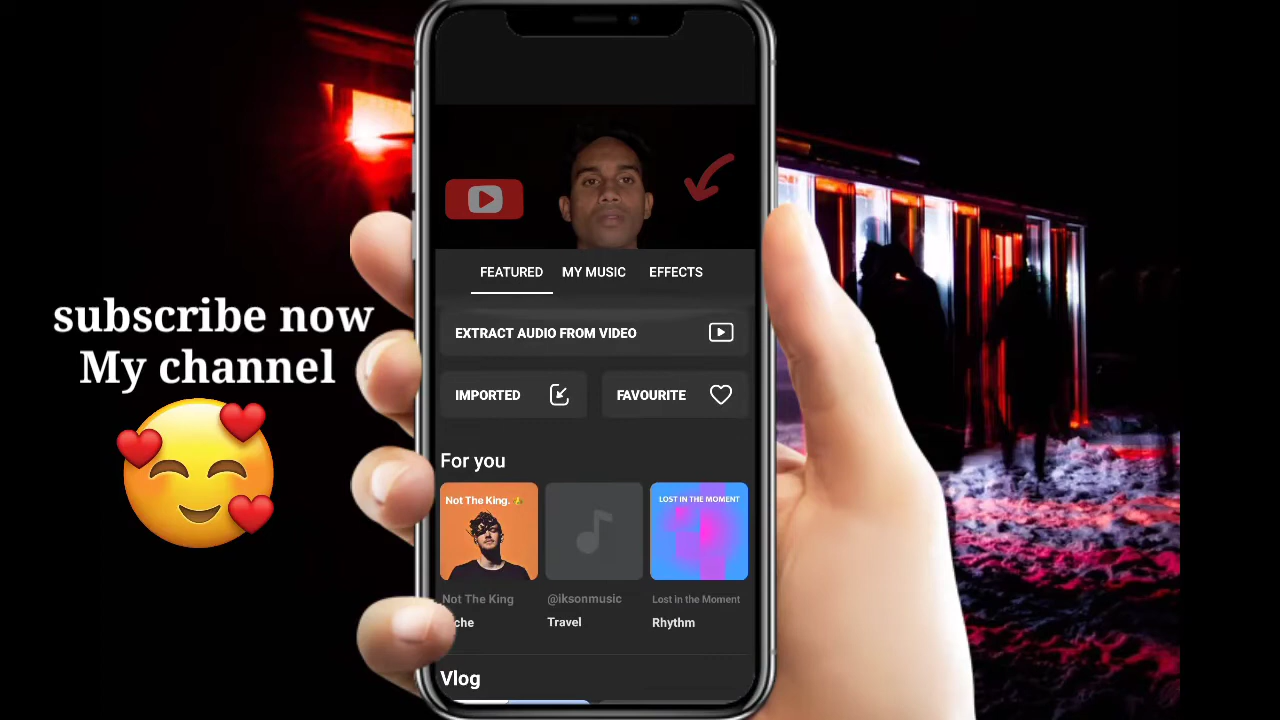 subscribe now
My channel
FEATURED MY MUSIC EFFECTS
EXTRACT AUDIO FROM VIDEO
IMPORTED FAVOURITE
For you
Not The King.
LOST IN THE MOMENT
Not The King @iksonmusic Lost in the Moment
che Travel Rhythm
Vlog